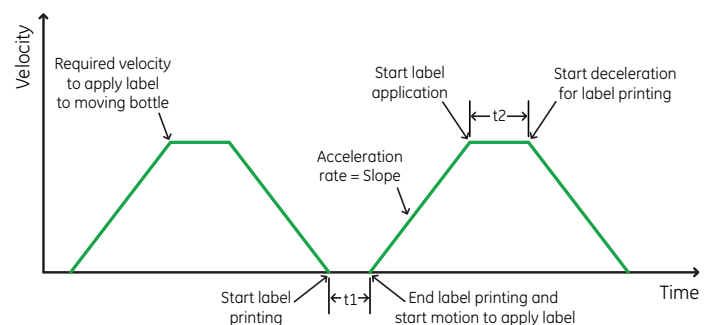 Velocity
Required velocity
to apply label
to moving bottle
Start label
application
Start deceleration
for label printing
t2
Acceleration
rate = Slope
Time
Start label
printing
t1
End label printing and
start motion to apply label